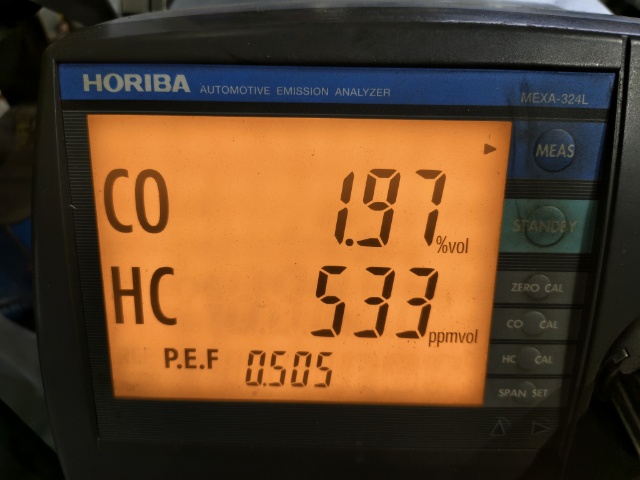 HORIBA AUTOMOTIVE EMISSION ANALYZER MEXA-324L
MEAS
CO 1.97 %vol
STANDBY
HC 533 ppmvol
ZERO CAL
CO CAL
P.E.F 0.505
HC CAL
SPAN SET